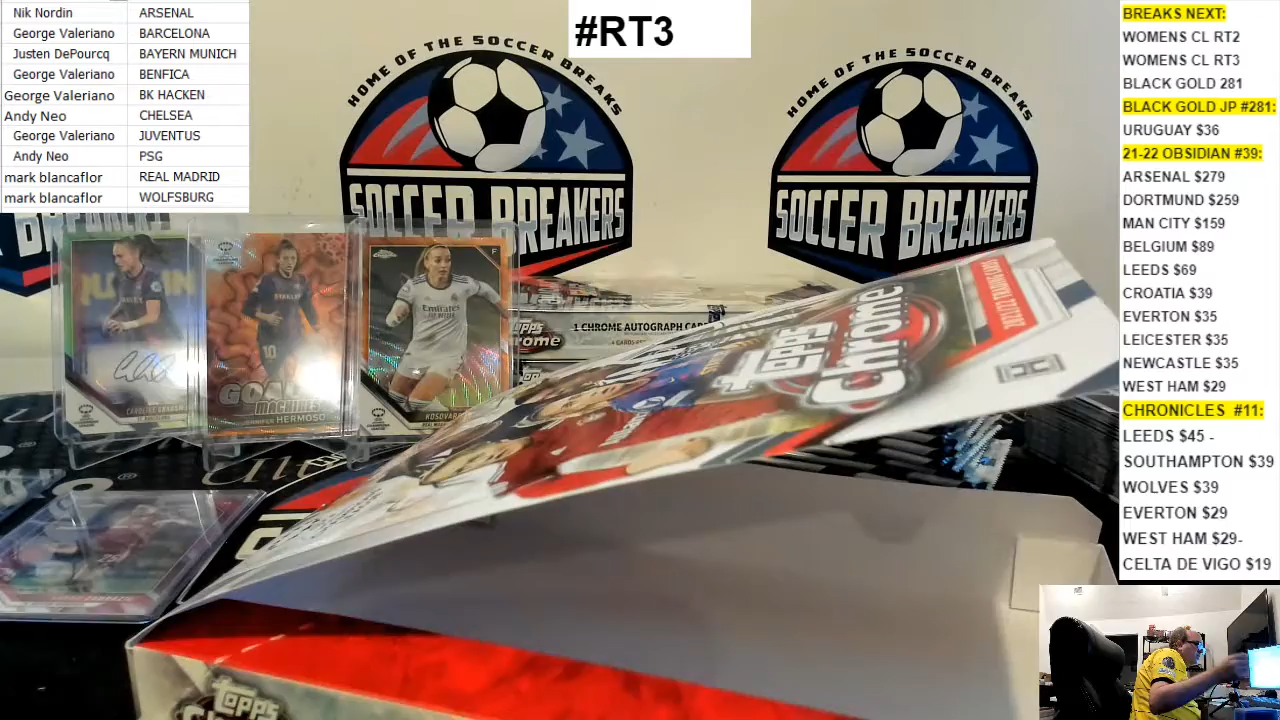 #RT3
Nik Nordin ARSENAL
George Valeriano BARCELONA
Justen DePourcq BAYERN MUNICH
George Valeriano BENFICA
George Valeriano BK HACKEN
Andy Neo CHELSEA
George Valeriano JUVENTUS
Andy Neo PSG
mark blancaflor REAL MADRID
mark blancaflor WOLFSBURG
HOME OF THE SOCCER BREAKS
SOCCER BREAKERS
HOME OF THE SOCCER BREAKS
SOCCER BREAKERS
BREAKS NEXT:
WOMENS CL RT2
WOMENS CL RT3
BLACK GOLD 281
BLACK GOLD JP #281:
URUGUAY $36
21-22 OBSIDIAN #39:
ARSENAL $279
DORTMUND $259
MAN CITY $159
BELGIUM $89
LEEDS $69
CROATIA $39
EVERTON $35
LEICESTER $35
NEWCASTLE $35
WEST HAM $29
CHRONICLES #11:
LEEDS $45 -
SOUTHAMPTON $39
WOLVES $39
EVERTON $29
WEST HAM $29-
CELTA DE VIGO $19
GOAL
MACHINES
JENNIFER HERMOSO
Emirates
1 CHROME AUTOGRAPH CARD
Topps
Chrome
Topps